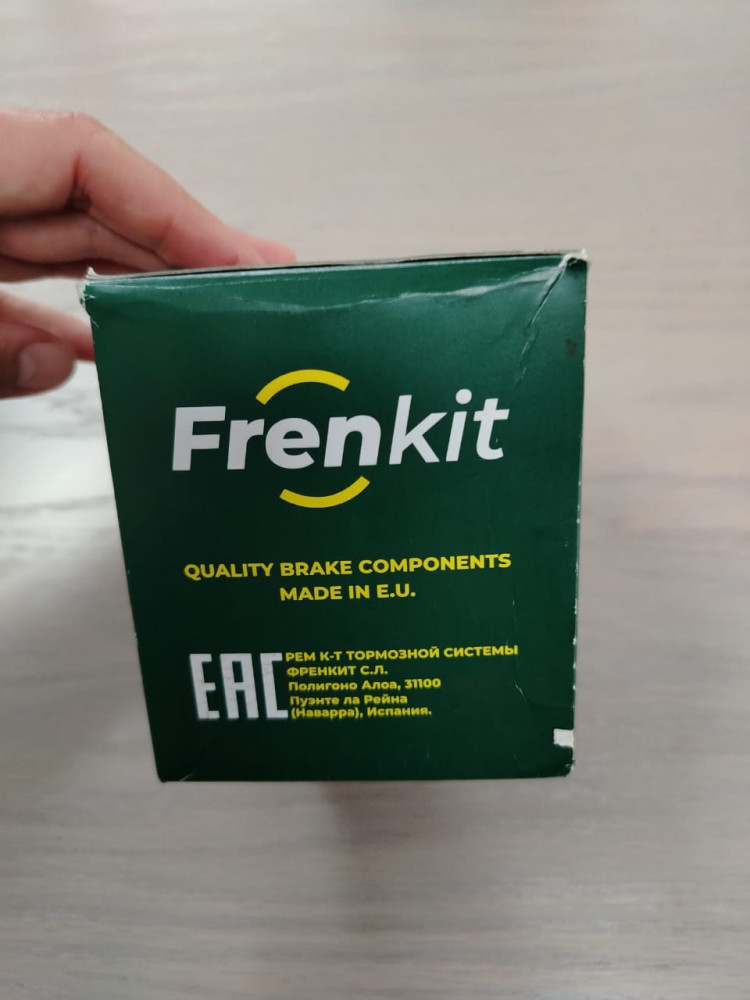 Frenkit
QUALITY BRAKE COMPONENTS
MADE IN E.U.
EAC
РЕМ К-Т ТОРМОЗНОЙ СИСТЕМЫ
ФРЕНКИТ С.Л.
Полигоно Алоа, 31100
Пуэнте ла Рейна
(Наварра), Испания.